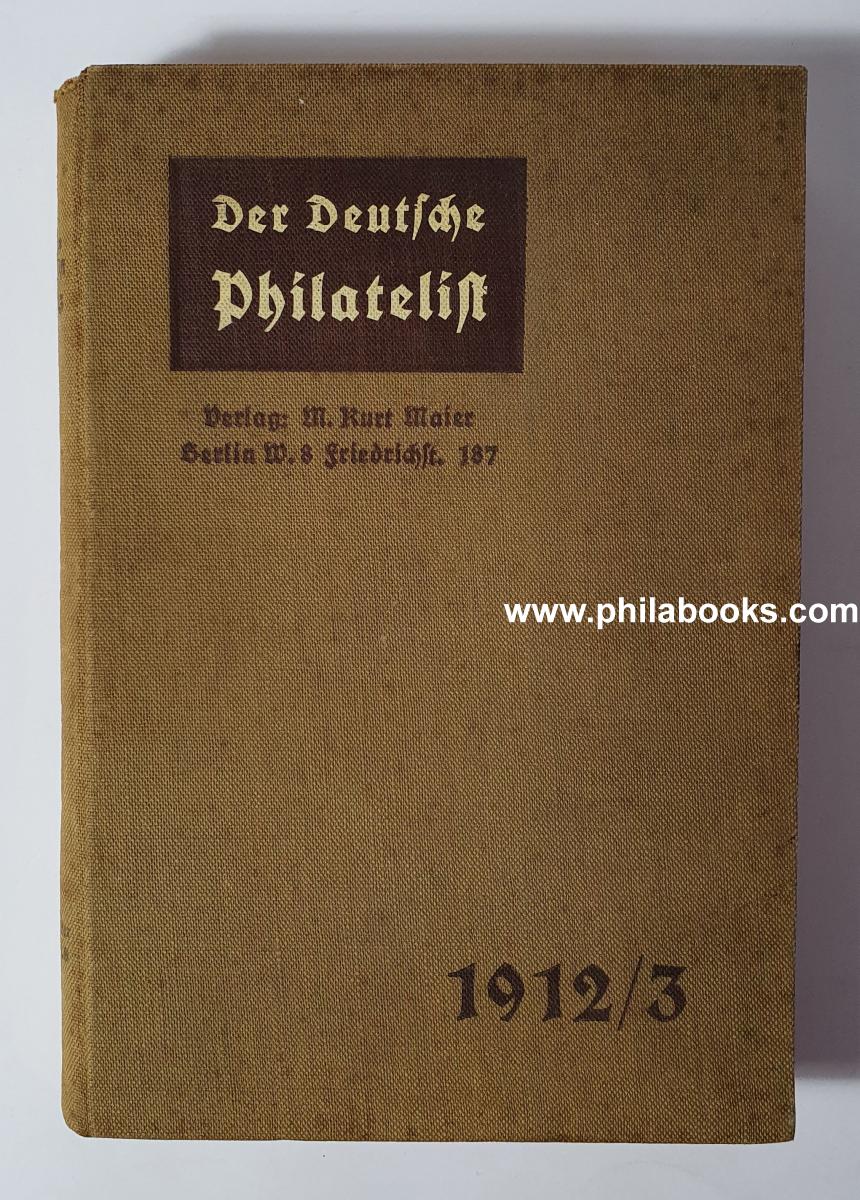 Der Deutſche
Philateliſt
Verlag: M. Kurt Maier
Berlin W. 8 Friedrichſt. 187
www.philabooks.com
1912/3